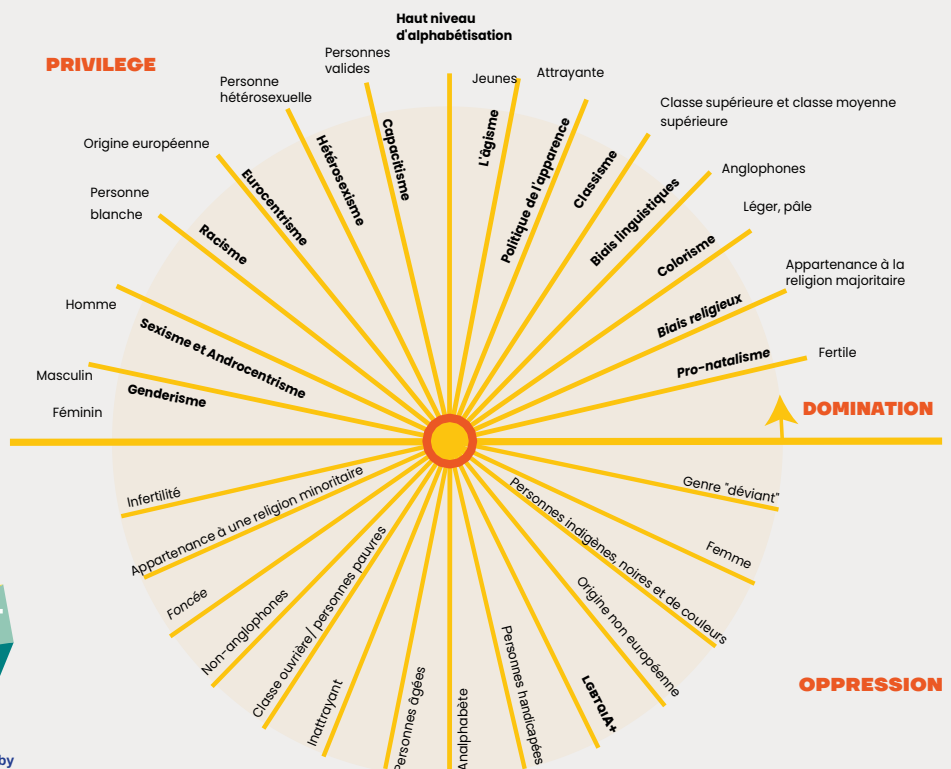 Haut niveau
d'alphabétisation
PRIVILEGE
Personnes
valides
Jeunes
Attrayante
Personne
hétérosexuelle
Classe supérieure et classe moyenne
supérieure
Origine européenne
Anglophones
Personne
blanche
Léger, pâle
Appartenance à la
religion majoritaire
Homme
Fertile
Masculin
Féminin
DOMINATION
Genderisme
Sexisme et Androcentrisme
Racisme
Eurocentrisme
Hétérosexisme
Capacitisme
L'âgisme
Politique de l'apparence
Classisme
Biais linguistiques
Colorisme
Biais religieux
Pro-natalisme
Infertilité
Appartenance à une religion minoritaire
Foncée
Non-anglophones
Classe ouvrière/ personnes pauvres
Inattrayant
Personnes âgées
Analphabète
Personnes handicapées
LGBTQIA+
Origine non européenne
Personnes indigènes, noires et de couleurs
Femme
Genre "déviant"
OPPRESSION
by